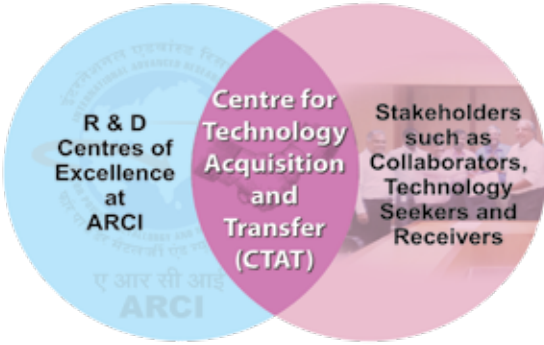 R & D
Centres of
Excellence
at
ARCI
Centre for
Technology
Acquisition
and
Transfer
(CTAT)
Stakeholders
such as
Collaborators,
Technology
Seekers and
Receivers
ए आर सी आई
ARCI